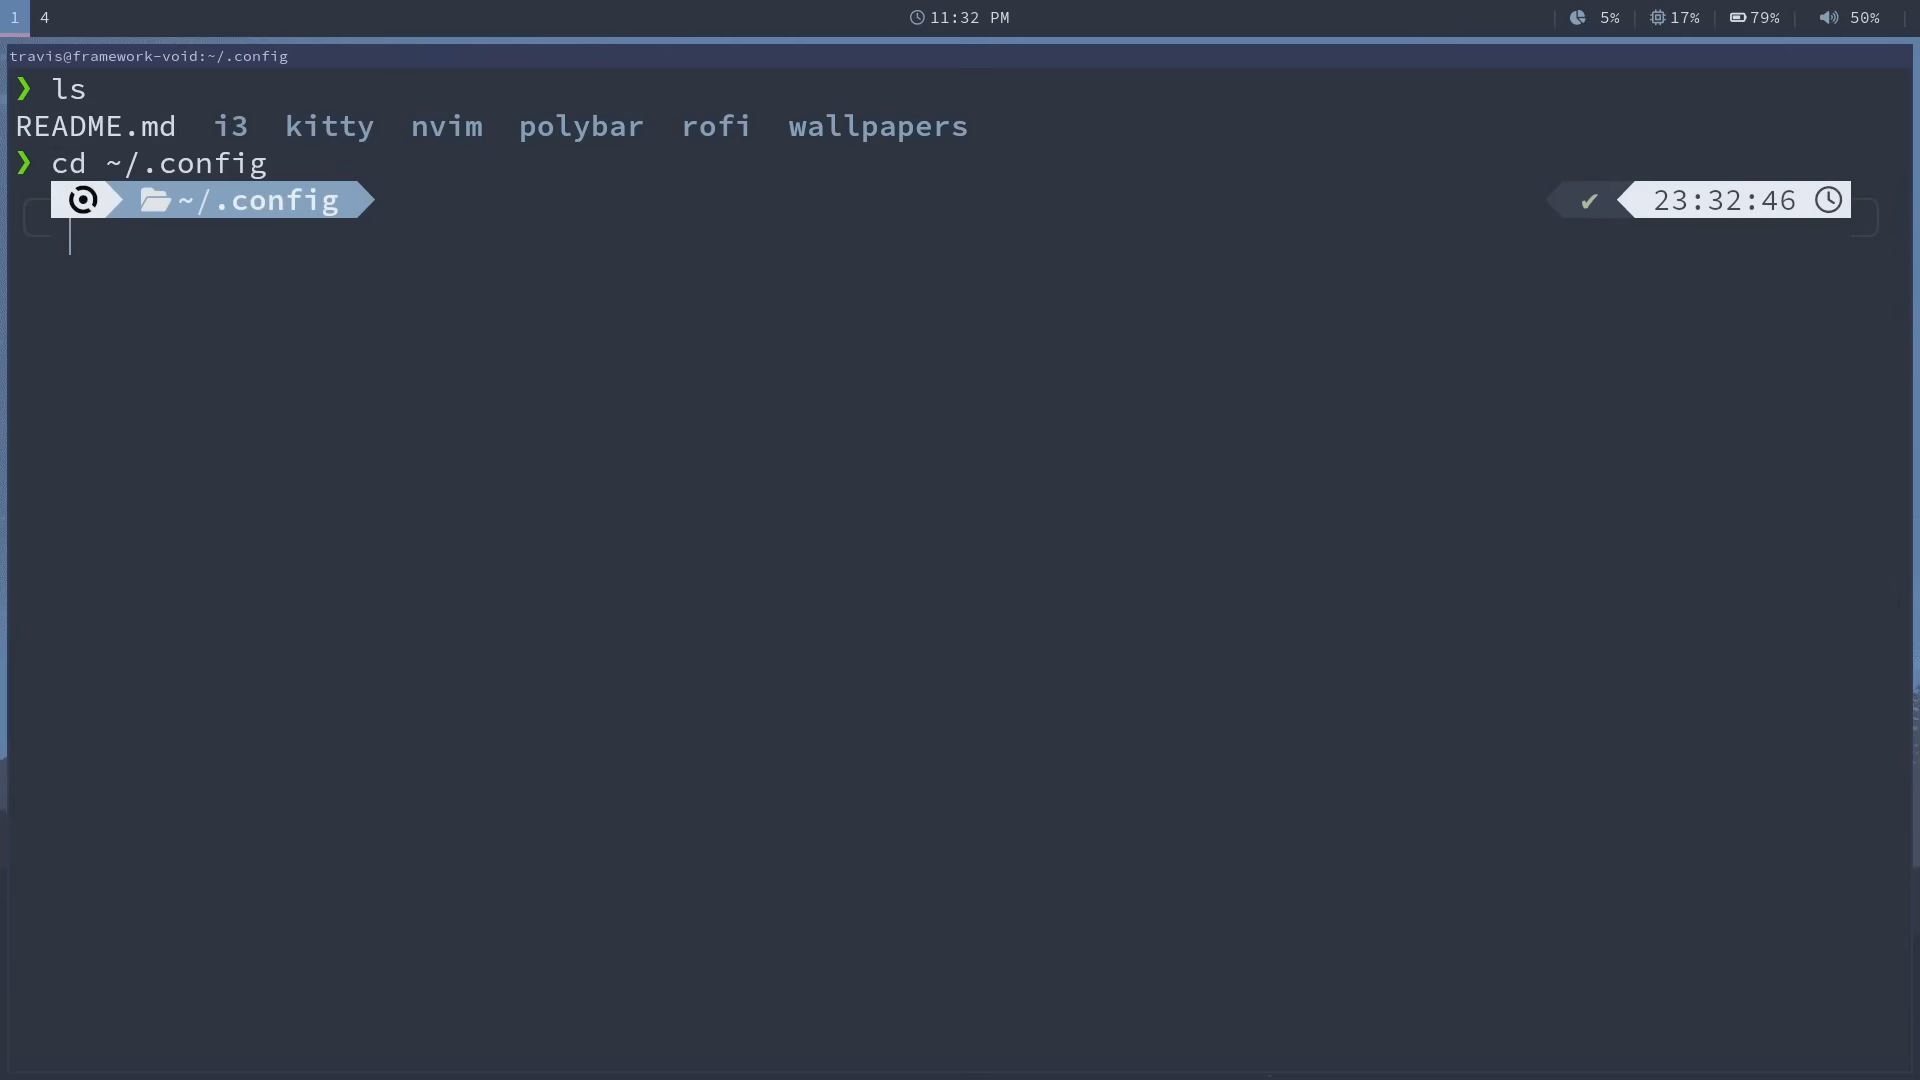 1 4 11:32 PM 5% 17% 79% 50%
travis@framework-void:~/.config
❯ ls
README.md i3 kitty nvim polybar rofi wallpapers
❯ cd ~/.config
~/.config ✔ 23:32:46